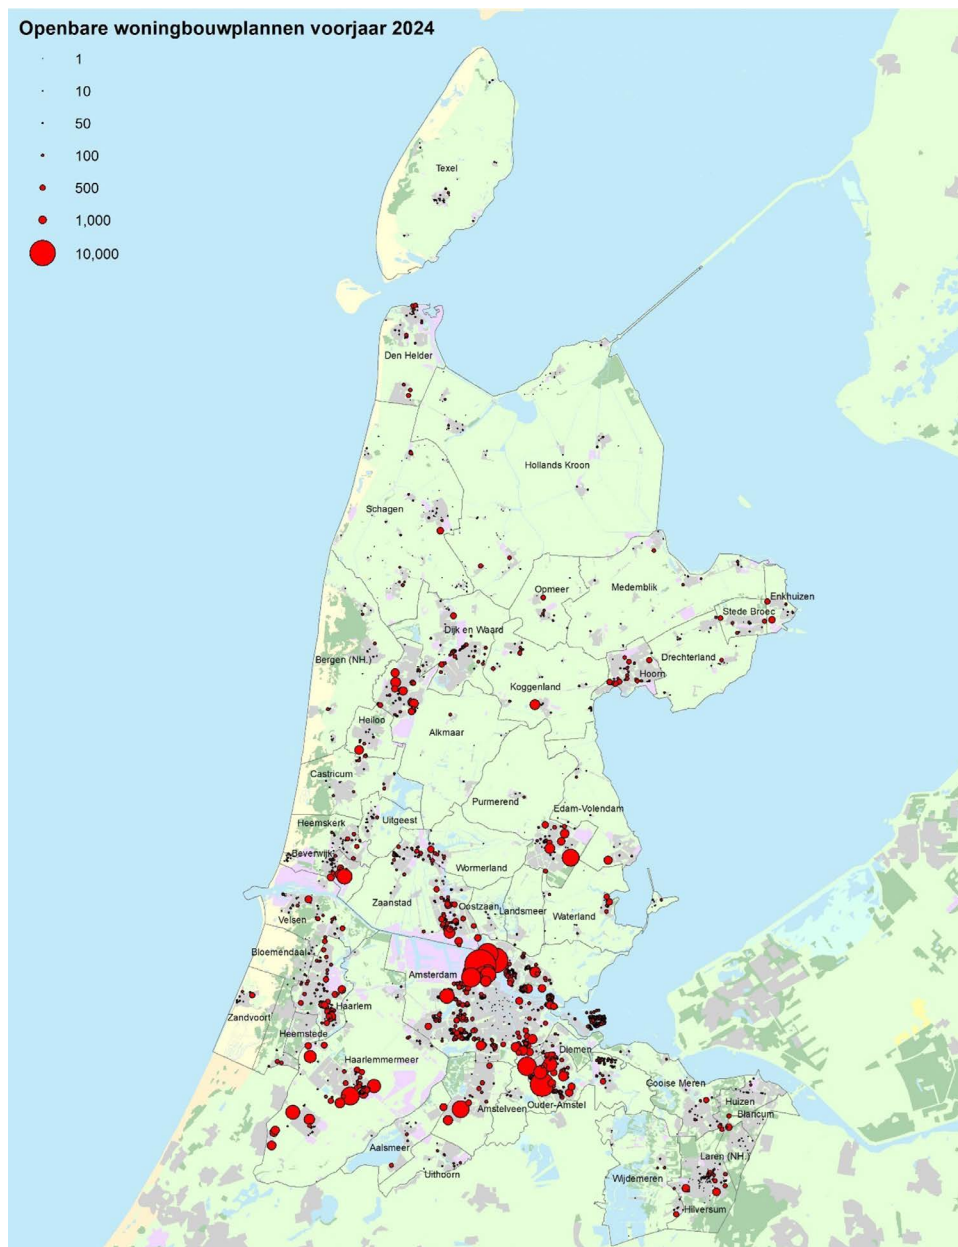 Openbare woningbouwplannen voorjaar 2024
1
10
50
100
500
1,000
10,000
Texel
Den Helder
Hollands Kroon
Schagen
Opmeer
Medemblik
Enkhuizen
Stede Broec
Dijk en Waard
Drechterland
Bergen (NH.)
Hoorn
Koggenland
Heiloo
Alkmaar
Castricum
Purmerend
Edam-Volendam
Uitgeest
Heemskerk
Beverwijk
Wormerland
Zaanstad
Oostzaan
Landsmeer
Waterland
Velsen
Bloemendaal
Amsterdam
Haarlem
Zandvoort
Heemstede
Diemen
Haarlemmermeer
Gooise Meren
Huizen
Ouder-Amstel
Amstelveen
Blaricum
Aalsmeer
Laren (NH.)
Uithoorn
Wijdemeren
Hilversum